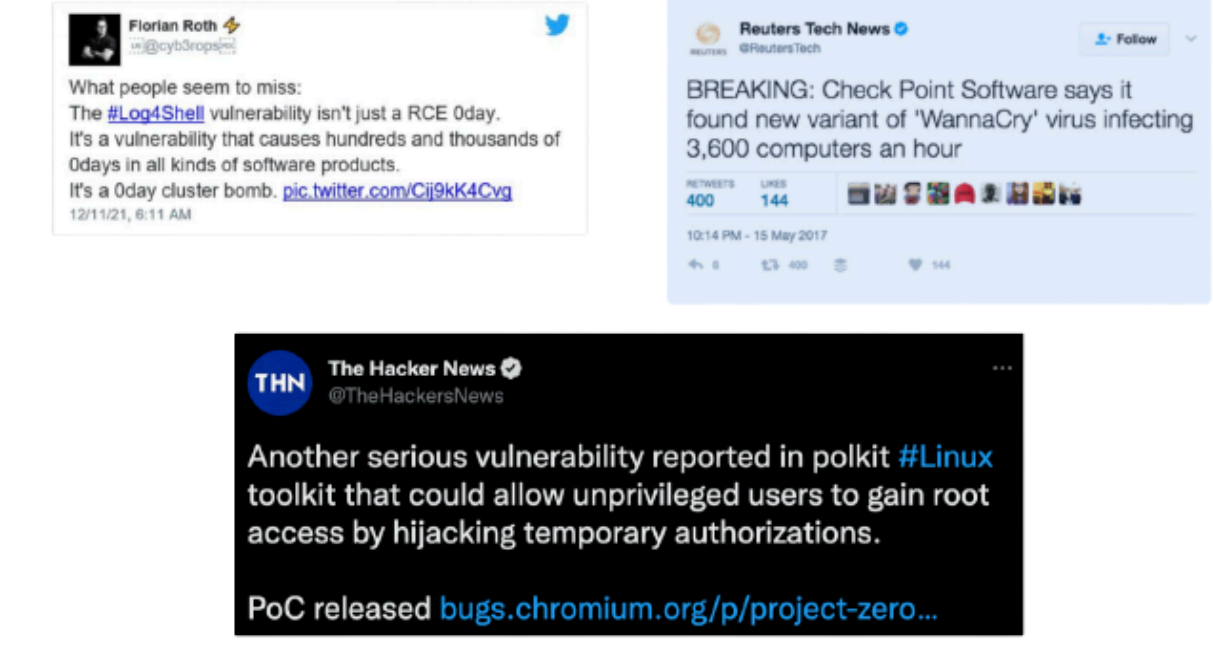 Florian Roth
@cyb3rops
What people seem to miss:
The #Log4Shell vulnerability isn't just a RCE 0day.
It's a vulnerability that causes hundreds and thousands of
0days in all kinds of software products.
It's a 0day cluster bomb. pic.twitter.com/Cij9kK4Cvg
12/11/21, 6:11 AM
REUTERS
Reuters Tech News
@ReutersTech
Follow
BREAKING: Check Point Software says it
found new variant of 'WannaCry' virus infecting
3,600 computers an hour
RETWEETS LIKES
400 144
10:14 PM - 15 May 2017
400 144
THN
The Hacker News
@TheHackersNews
Another serious vulnerability reported in polkit #Linux
toolkit that could allow unprivileged users to gain root
access by hijacking temporary authorizations.
PoC released bugs.chromium.org/p/project-zero...